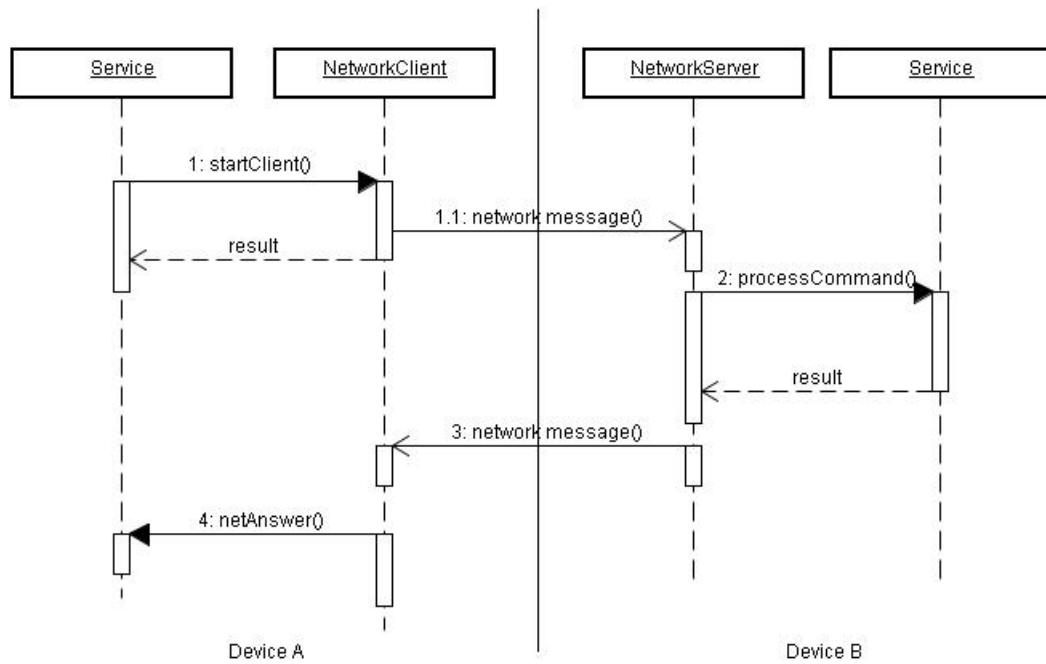 Service
NetworkClient
NetworkServer
Service
1: startClient()
1.1: network message()
result
2: processCommand()
result
3: network message()
4: netAnswer()
Device A
Device B